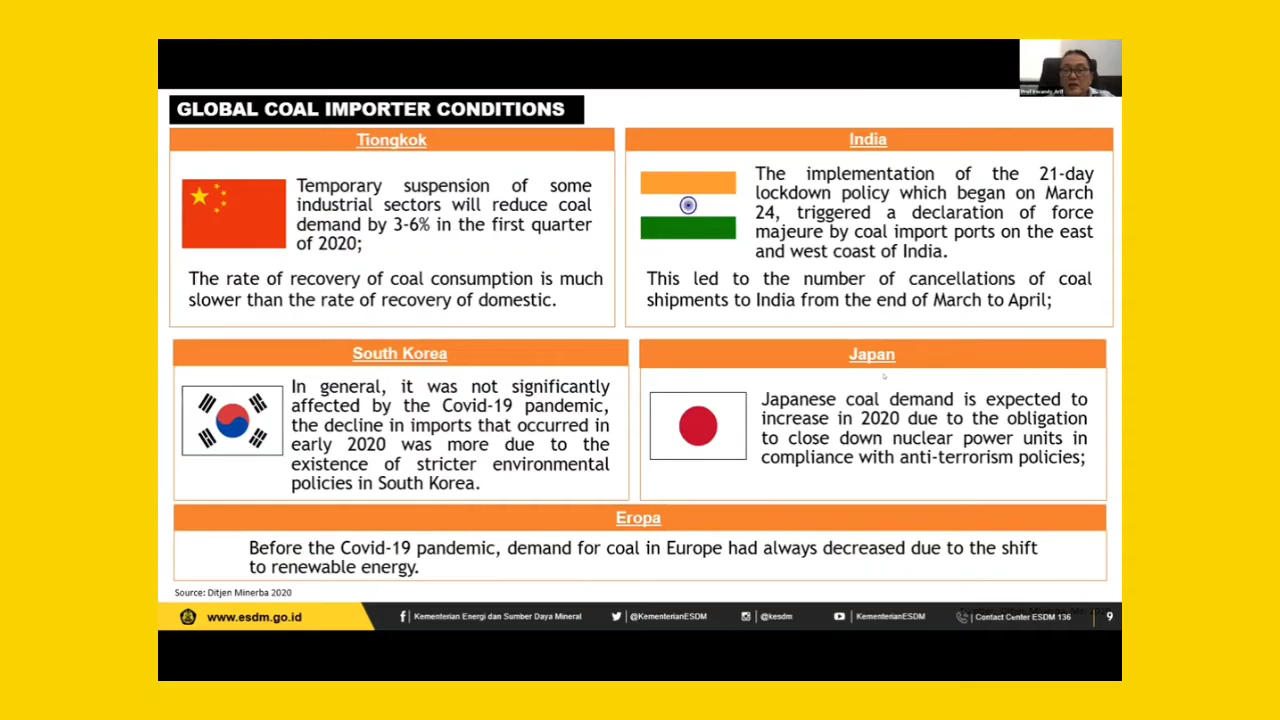 Prof Irwandy Arif
GLOBAL COAL IMPORTER CONDITIONS
Tiongkok
Temporary suspension of some
industrial sectors will reduce coal
demand by 3-6% in the first quarter
of 2020;
The rate of recovery of coal consumption is much
slower than the rate of recovery of domestic.
India
The implementation of the 21-day
lockdown policy which began on March
24, triggered a declaration of force
majeure by coal import ports on the east
and west coast of India.
This led to the number of cancellations of coal
shipments to India from the end of March to April;
South Korea
In general, it was not significantly
affected by the Covid-19 pandemic,
the decline in imports that occurred in
early 2020 was more due to the
existence of stricter environmental
policies in South Korea.
Japan
Japanese coal demand is expected to
increase in 2020 due to the obligation
to close down nuclear power units in
compliance with anti-terrorism policies;
Eropa
Before the Covid-19 pandemic, demand for coal in Europe had always decreased due to the shift
to renewable energy.
Source: Ditjen Minerba 2020
www.esdm.go.id
Kementerian Energi dan Sumber Daya Mineral
@KementerianESDM
@kesdm
KementerianESDM
Contact Center ESDM 136
9